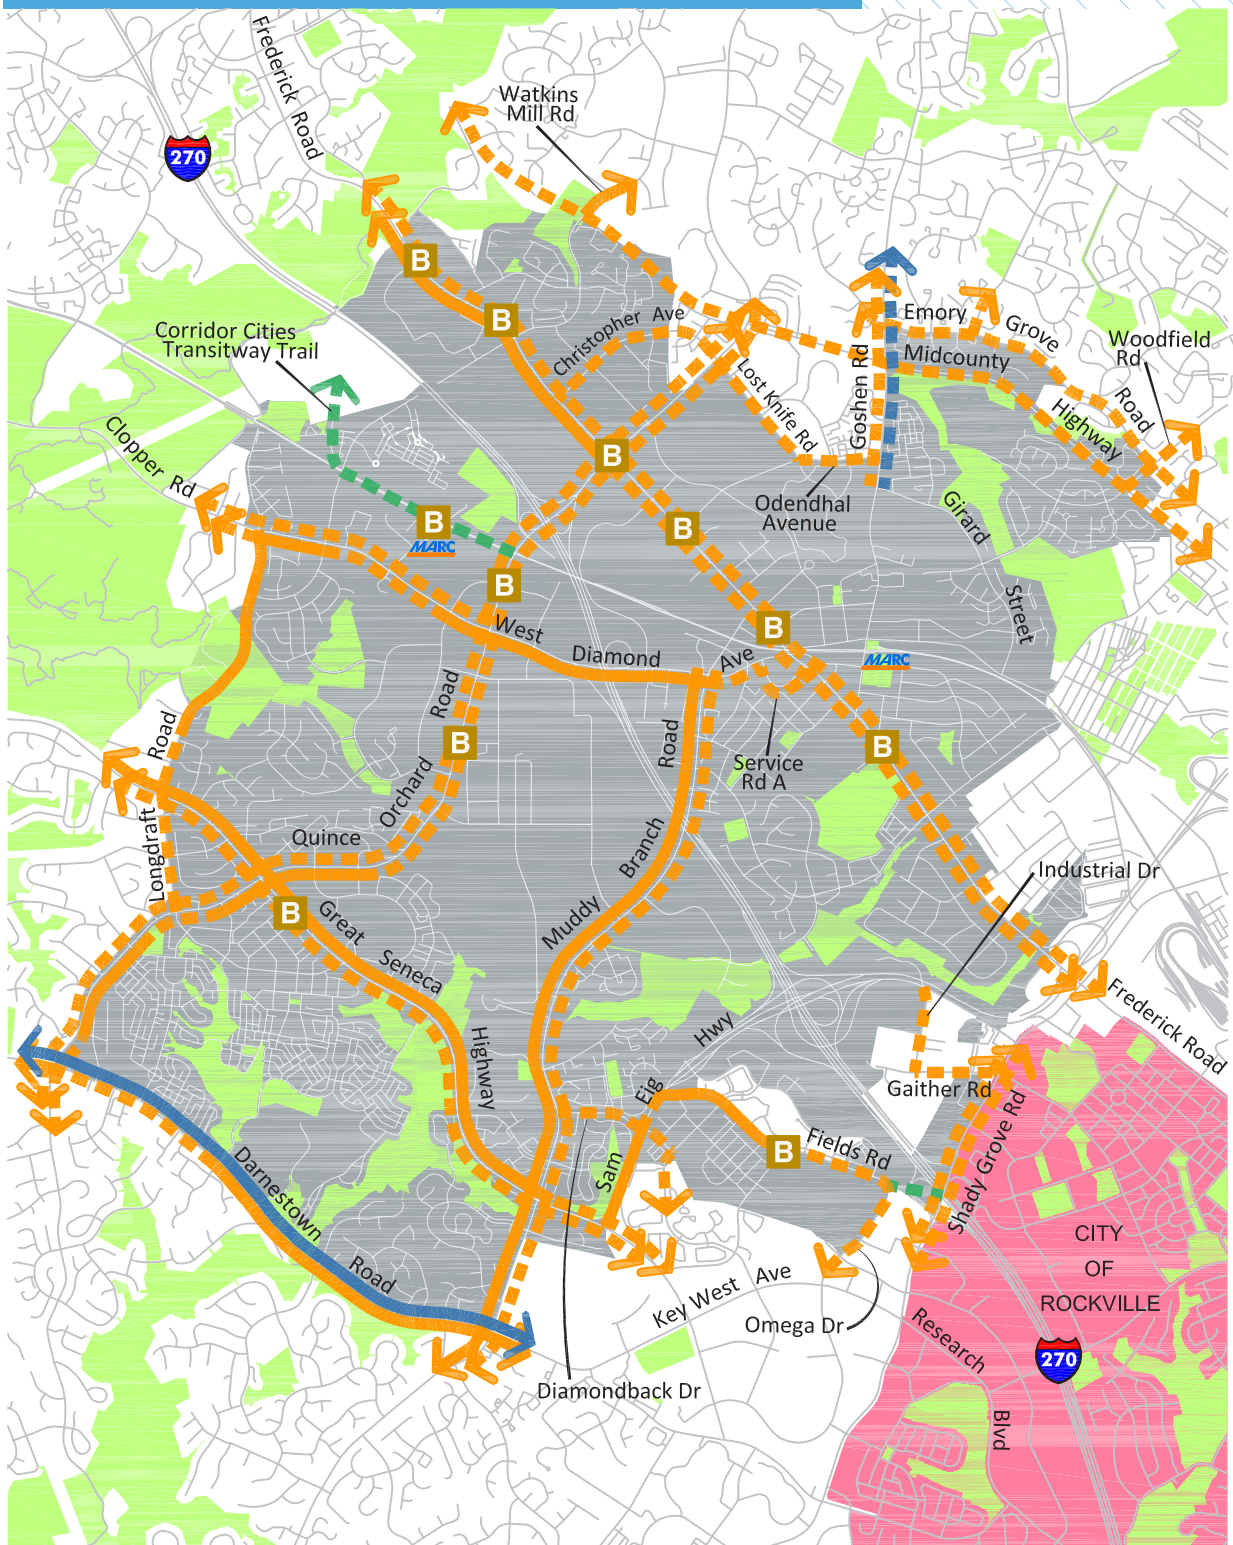 Frederick Road
270
Watkins
Mill Rd
B
B
Christopher Ave
Corridor Cities
Transitway Trail
Emory
Grove
Road
Midcounty
Highway
Woodfield
Rd
Goshen Rd
Lost Knife Rd
Clopper Rd
B
Odendhal
Avenue
Girard
Street
B
MARC
B
B
B
West
Diamond
Ave
MARC
Road
Orchard
Quince
B
Road
Branch
Muddy
Service
Rd A
B
Road
Longdraft
Industrial Dr
B
Great
Seneca
Highway
Hwy
Eig
Sam
Frederick Road
Gaither Rd
Shady Grove Rd
B
Fields Rd
Darnestown
Road
CITY
OF
ROCKVILLE
Key West Ave
Omega Dr
Research
Blvd
270
Diamondback Dr